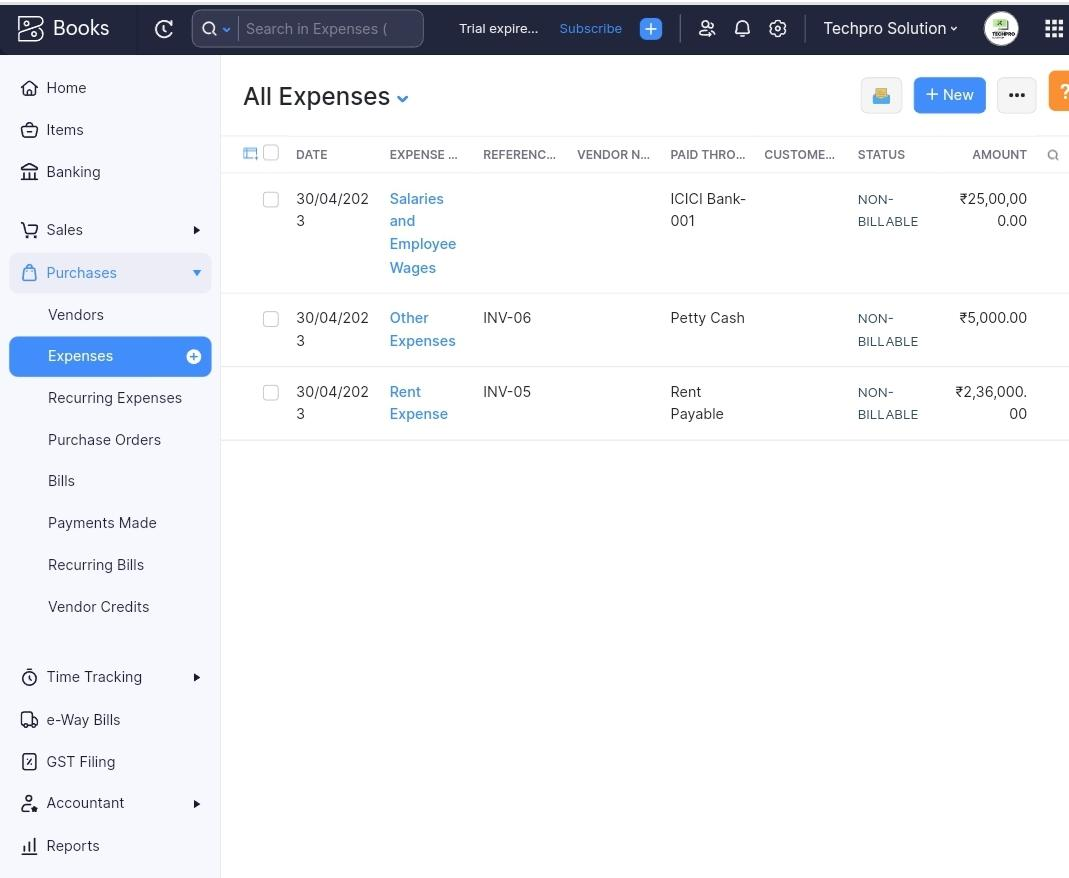 Books
Search in Expenses (
Trial expire...
Subscribe
Techpro Solution
TECHPRO
Home
Items
Banking
Sales
Purchases
Vendors
Expenses
Recurring Expenses
Purchase Orders
Bills
Payments Made
Recurring Bills
Vendor Credits
Time Tracking
e-Way Bills
GST Filing
Accountant
Reports
All Expenses
+ New
?
DATE EXPENSE ... REFERENC... VENDOR N... PAID THRO... CUSTOME... STATUS AMOUNT
30/04/202 Salaries ICICI Bank- NON- ₹25,00,00
3 and 001 BILLABLE 0.00
Employee
Wages
30/04/202 Other INV-06 Petty Cash NON- ₹5,000.00
3 Expenses BILLABLE
30/04/202 Rent INV-05 Rent NON- ₹2,36,000.
3 Expense Payable BILLABLE 00